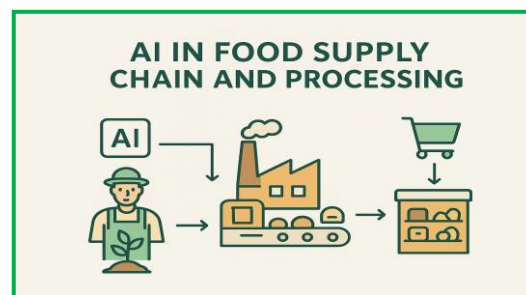 AI IN FOOD SUPPLY
CHAIN AND PROCESSING
AI